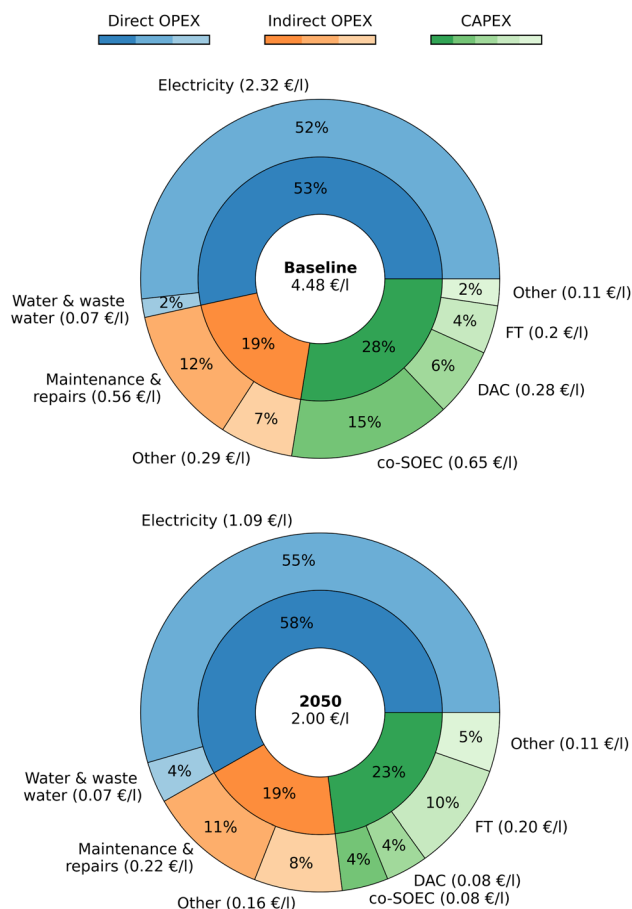 Direct OPEX
Indirect OPEX
CAPEX
Electricity (2.32 €/l)
52%
53%
Baseline
4.48 €/l
Water & waste
water (0.07 €/l)
2%
2%
Other (0.11 €/l)
4%
FT (0.2 €/l)
19%
28%
12%
6%
Maintenance &
repairs (0.56 €/l)
DAC (0.28 €/l)
7%
15%
Other (0.29 €/l)
co-SOEC (0.65 €/l)
Electricity (1.09 €/l)
55%
58%
2050
2.00 €/l
5%
Other (0.11 €/l)
Water & waste
water (0.07 €/l)
4%
23%
19%
10%
11%
FT (0.20 €/l)
Maintenance &
repairs (0.22 €/l)
8%
4%
4%
DAC (0.08 €/l)
co-SOEC (0.08 €/l)
Other (0.16 €/l)